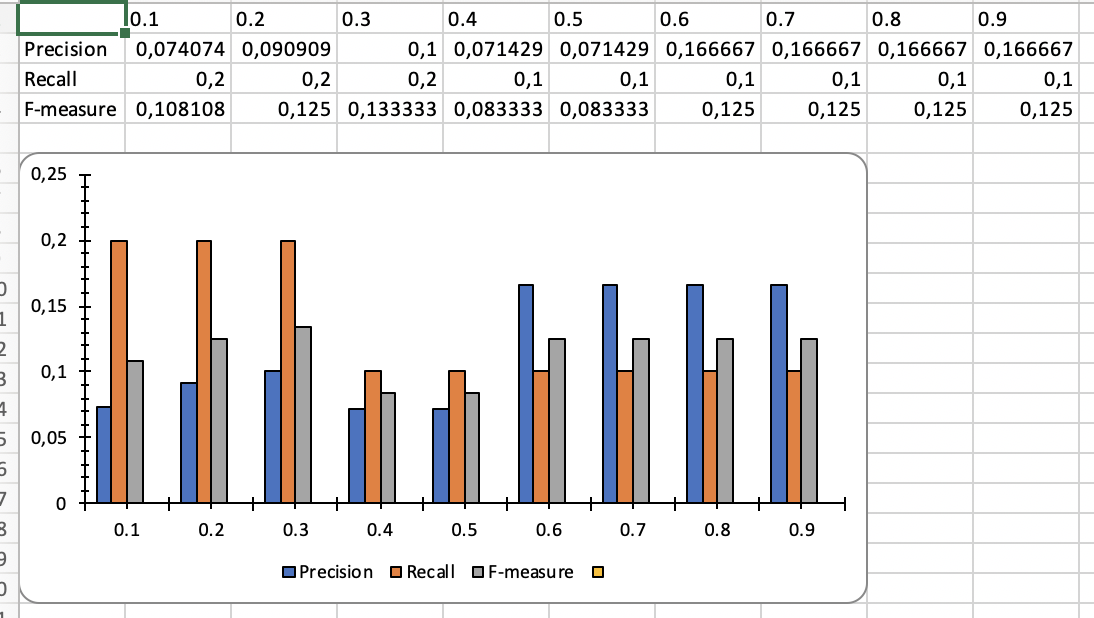 0.1 0.2 0.3 0.4 0.5 0.6 0.7 0.8 0.9
Precision 0,074074 0,090909 0,1 0,071429 0,071429 0,166667 0,166667 0,166667 0,166667
Recall 0,2 0,2 0,2 0,1 0,1 0,1 0,1 0,1 0,1
F-measure 0,108108 0,125 0,133333 0,083333 0,083333 0,125 0,125 0,125 0,125
0,25
0,2
0,15
0,1
0,05
0
0.1 0.2 0.3 0.4 0.5 0.6 0.7 0.8 0.9
Precision Recall F-measure